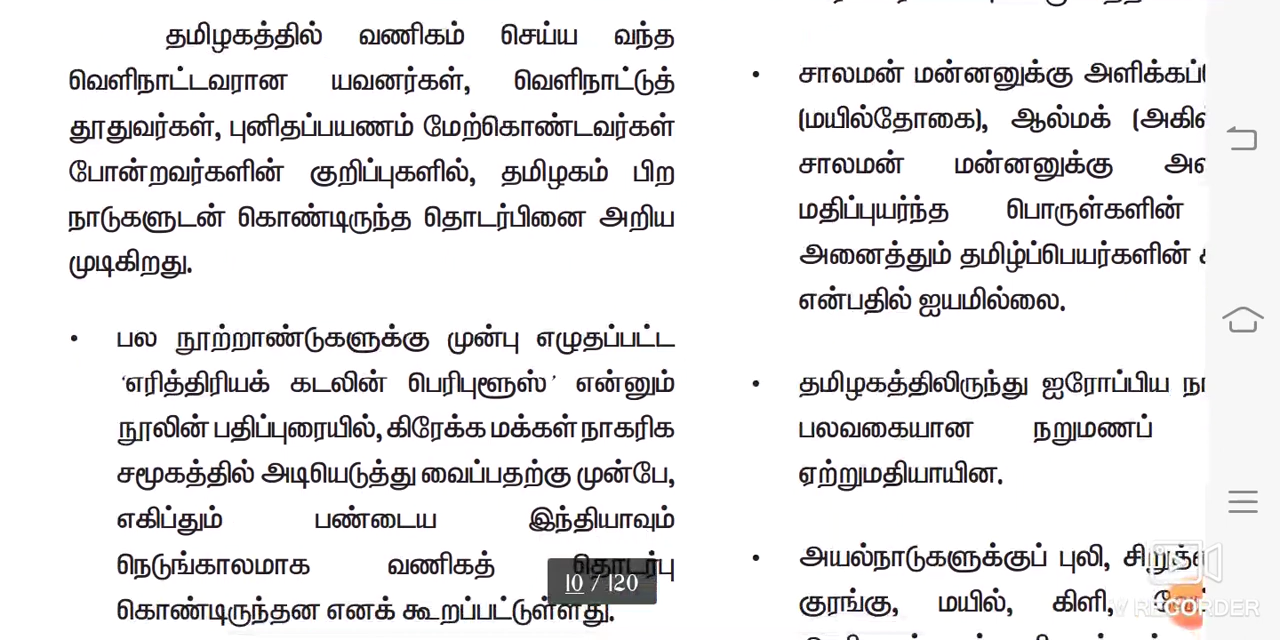 தமிழகத்தில் வணிகம் செய்ய வந்த
வெளிநாட்டவரான யவனர்கள், வெளிநாட்டுத்
தூதுவர்கள், புனிதப்பயணம் மேற்கொண்டவர்கள்
போன்றவர்களின் குறிப்புகளில், தமிழகம் பிற
நாடுகளுடன் கொண்டிருந்த தொடர்பினை அறிய
முடிகிறது.
• பல நூற்றாண்டுகளுக்கு முன்பு எழுதப்பட்ட
‘எரித்திரியக் கடலின் பெரிபுளூஸ்’ என்னும்
நூலின் பதிப்புரையில், கிரேக்க மக்கள் நாகரிக
சமூகத்தில் அடியெடுத்து வைப்பதற்கு முன்பே,
எகிப்தும் பண்டைய இந்தியாவும்
நெடுங்காலமாக வணிகத் தொடர்பு
கொண்டிருந்தன எனக் கூறப்பட்டுள்ளது.
• சாலமன் மன்னனுக்கு
(மயில்தோகை), ஆல்மக்
சாலமன் மன்னனுக்கு
மதிப்புயர்ந்த பொருள்களின்
அனைத்தும் தமிழ்ப்பெயர்களின்
என்பதில் ஐயமில்லை.
• தமிழகத்திலிருந்து ஐரோப்பிய
பலவகையான நறுமணப்
ஏற்றுமதியாயின.
• அயல்நாடுகளுக்குப் புலி,
குரங்கு, மயில், கிளி,
10 / 120
V RECORDER